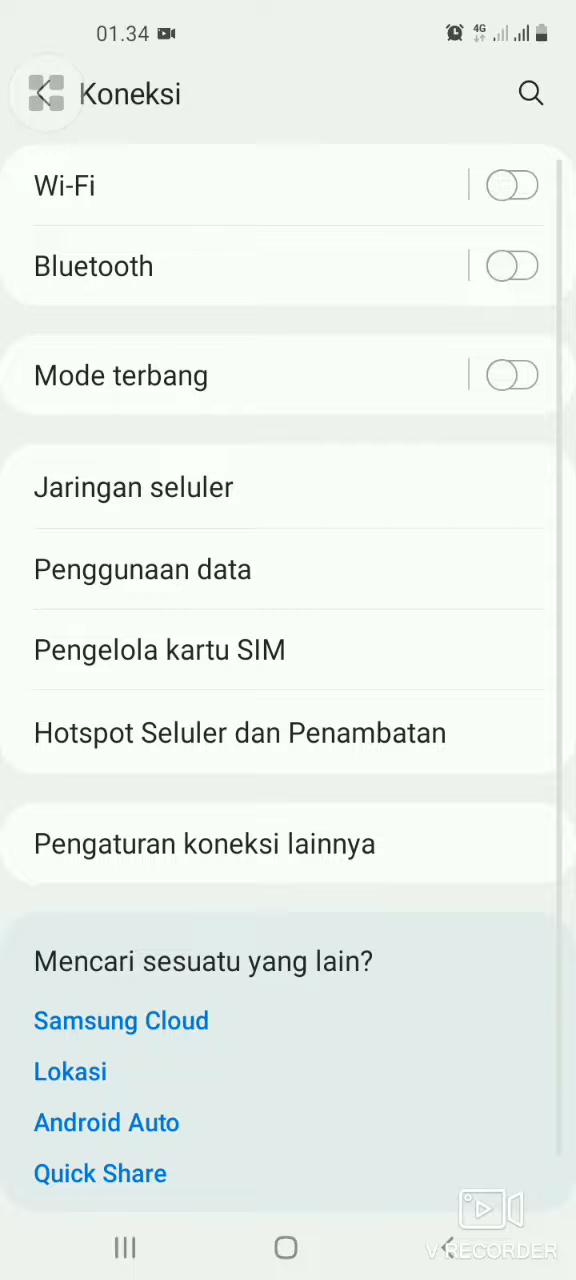 01.34
4G
Koneksi
Wi-Fi
Bluetooth
Mode terbang
Jaringan seluler
Penggunaan data
Pengelola kartu SIM
Hotspot Seluler dan Penambatan
Pengaturan koneksi lainnya
Mencari sesuatu yang lain?
Samsung Cloud
Lokasi
Android Auto
Quick Share
V RECORDER